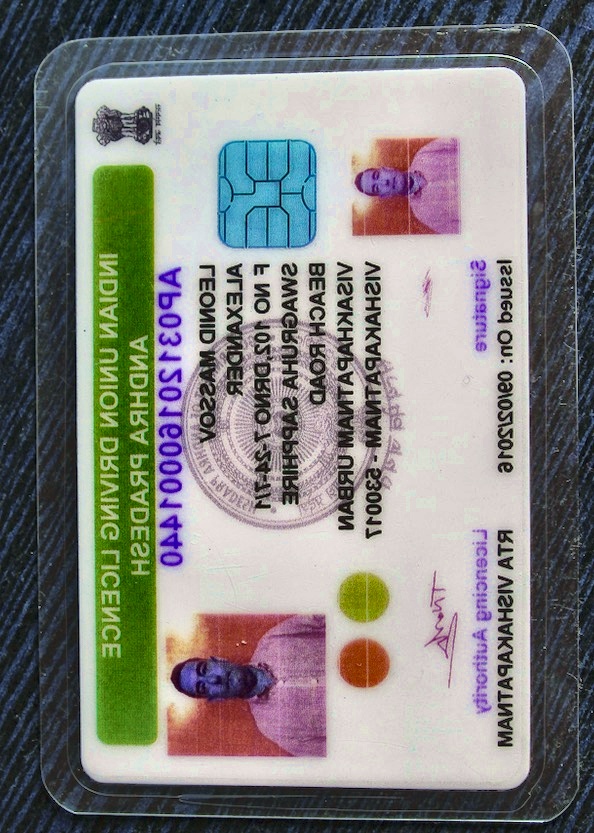 INDIAN UNION DRIVING LICENCE
ANDHRA PRADESH
AP03120160001440
LEONID MASSOV
ALEXANDER
F NO 102 DRNO 7-24-1/1
SWAGRUHA SAPPHIRE
BEACH ROAD
VISAKHAPATNAM URBAN
VISHAKAPATNAM - 530017
Signature
Issued On: 09/02/2016
Licencing Authority
RTA VISHAKAPATNAM